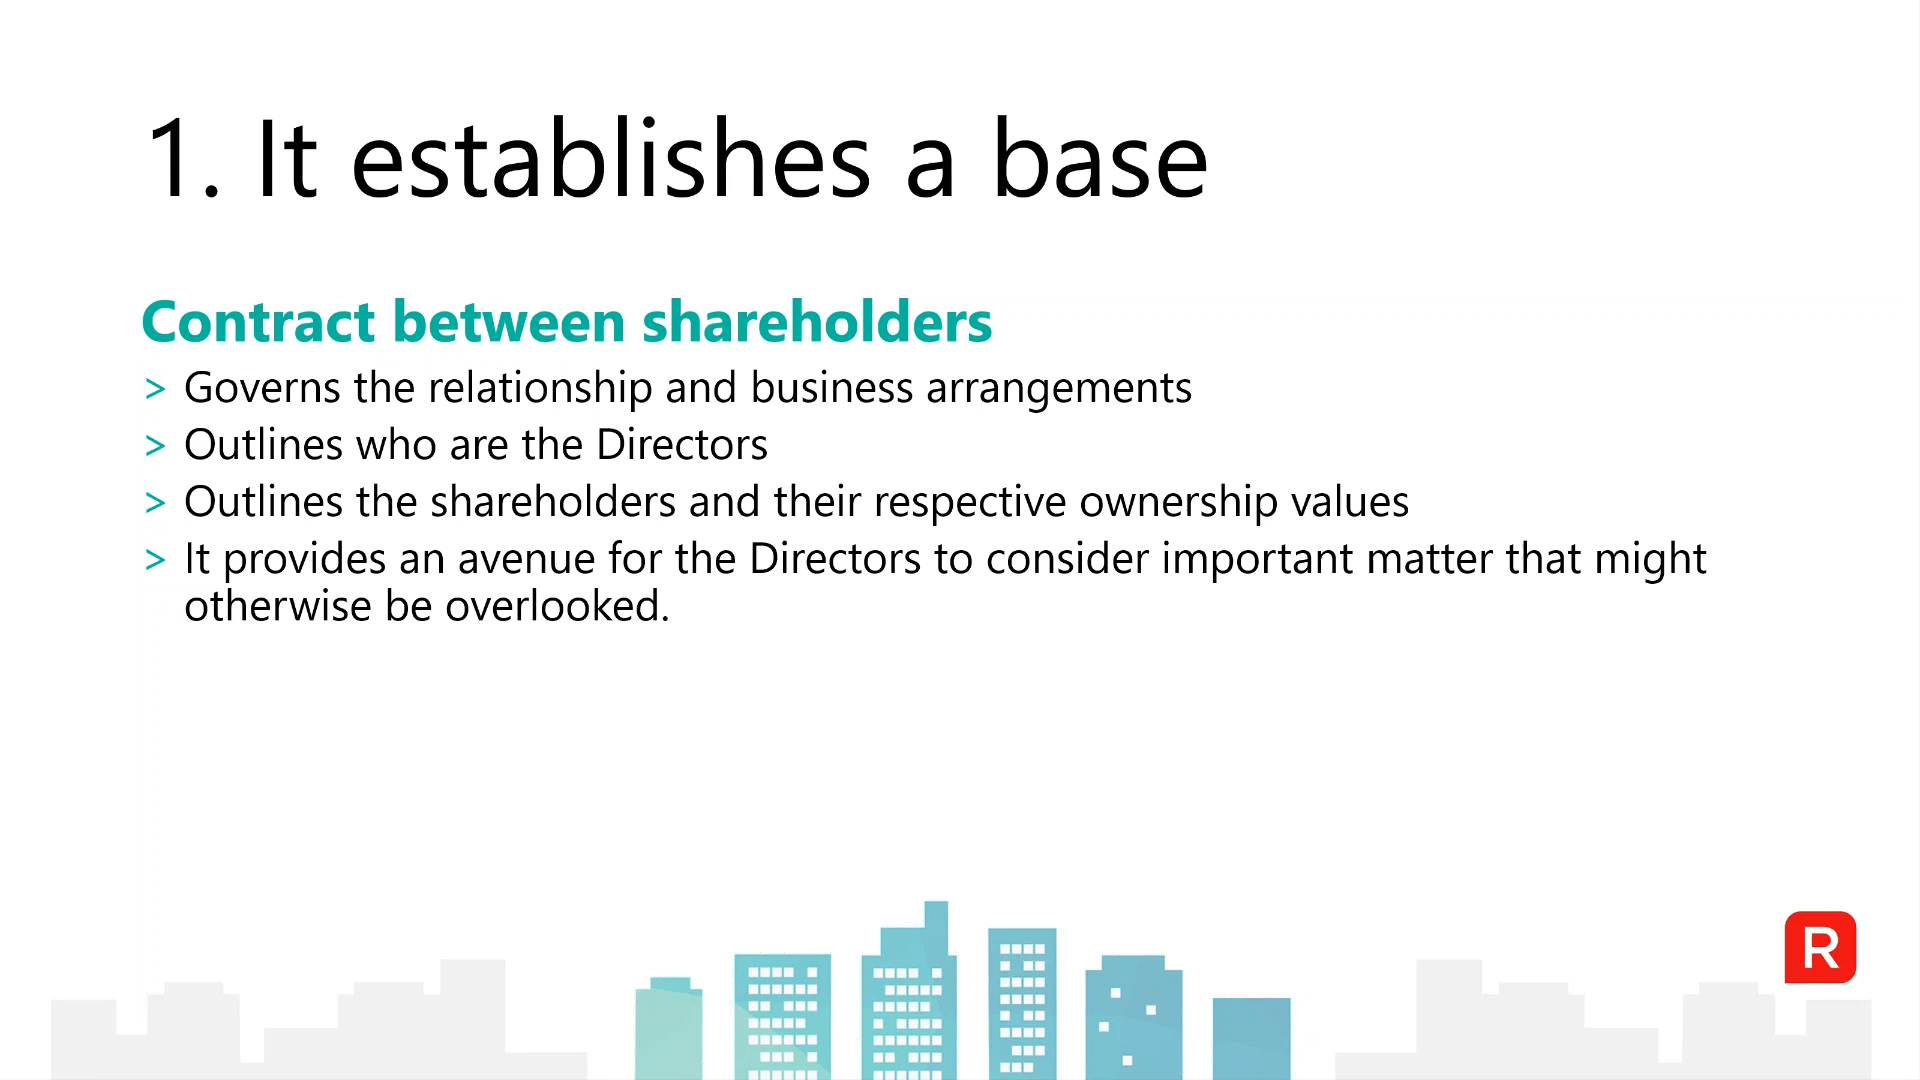 1. It establishes a base
Contract between shareholders
> Governs the relationship and business arrangements
> Outlines who are the Directors
> Outlines the shareholders and their respective ownership values
> It provides an avenue for the Directors to consider important matter that might
otherwise be overlooked.
R